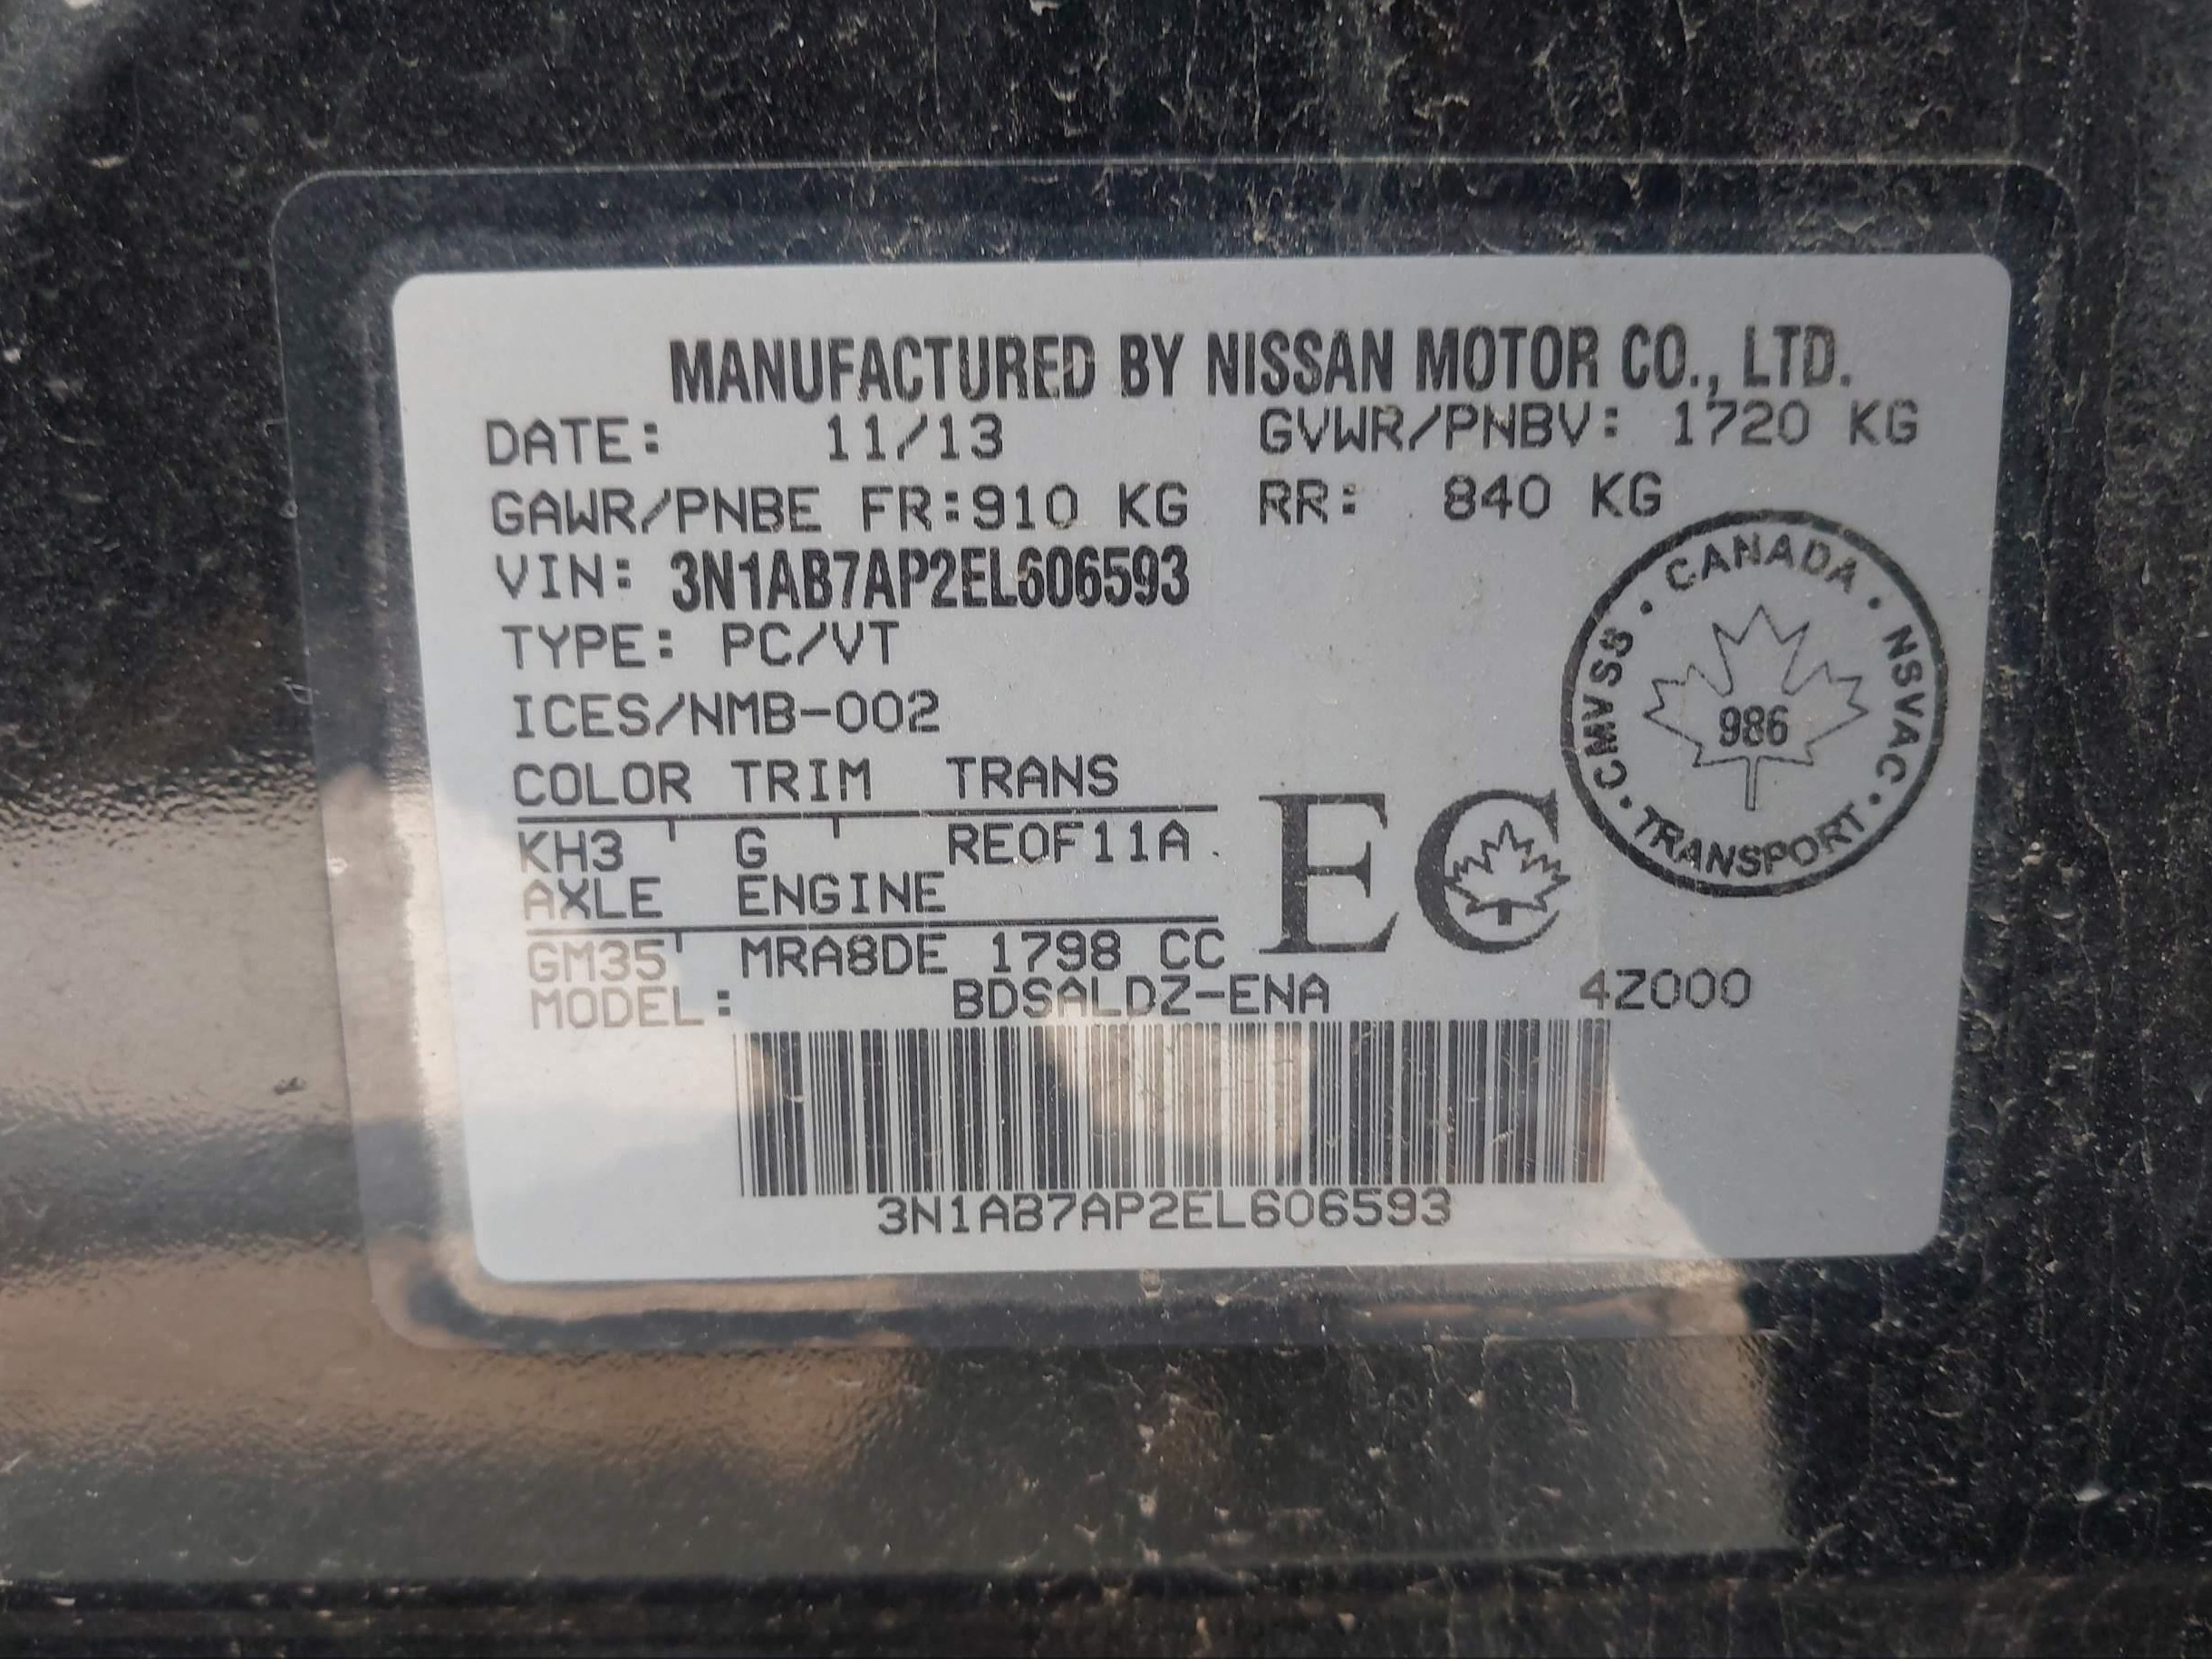 MANUFACTURED BY NISSAN MOTOR CO., LTD.
DATE: 11/13 GVWR/PNBV: 1720 KG
GAWR/PNBE FR:910 KG RR: 840 KG
VIN: 3N1AB7AP2EL606593
TYPE: PC/VT
ICES/NMB-002
COLOR TRIM TRANS
KH3 G RE0F11A
AXLE ENGINE
GM35 MRA8DE 1798 CC
MODEL: BDSALDZ-ENA 4Z000
3N1AB7AP2EL606593
EC
CANADA · NSVAC · TRANSPORT · CMVSS ·
986